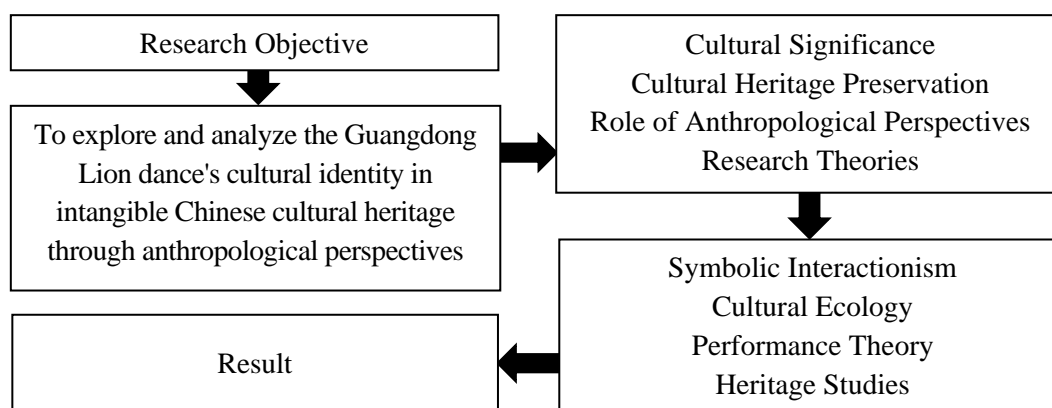 Research Objective
To explore and analyze the Guangdong
Lion dance's cultural identity in
intangible Chinese cultural heritage
through anthropological perspectives
Cultural Significance
Cultural Heritage Preservation
Role of Anthropological Perspectives
Research Theories
Symbolic Interactionism
Cultural Ecology
Performance Theory
Heritage Studies
Result